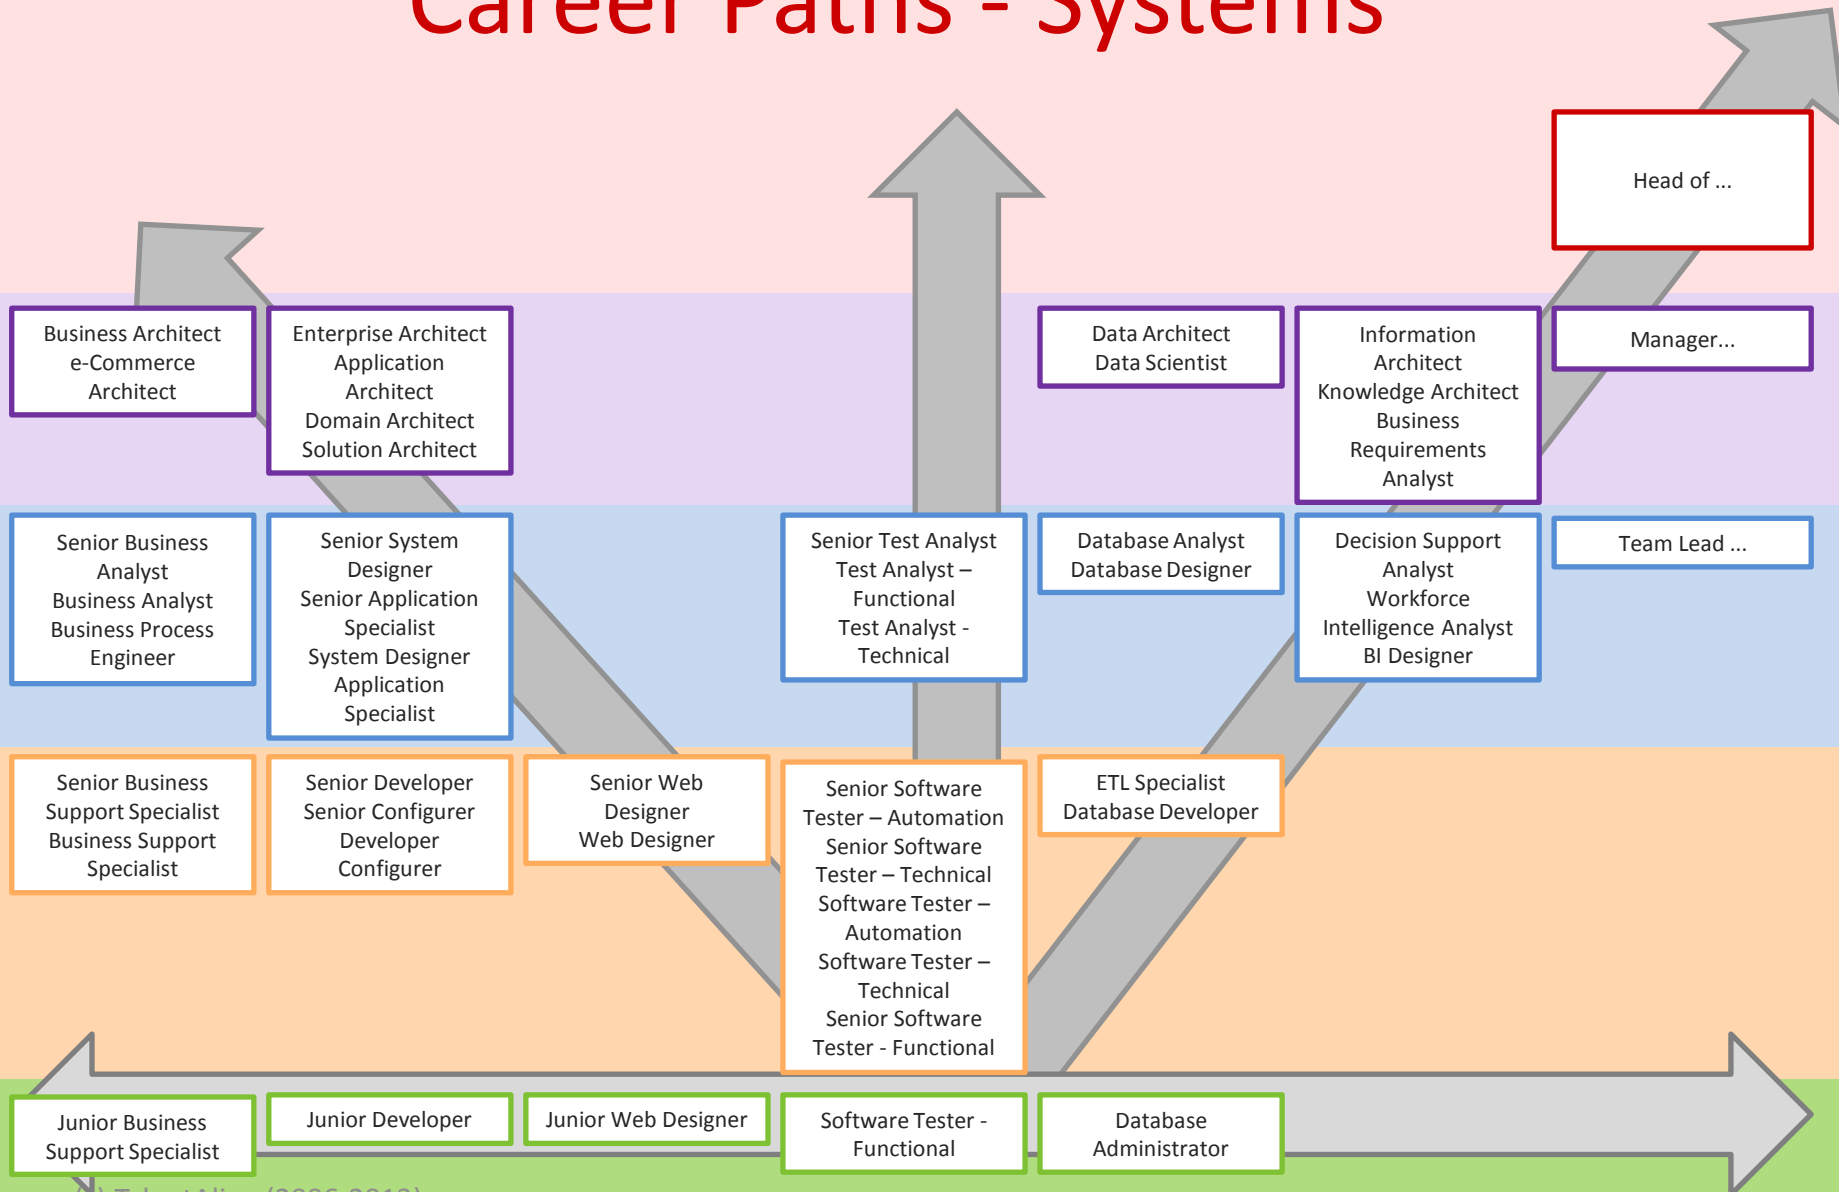 Career Paths - Systems
Head of ...
Business Architect
e-Commerce
Architect
Enterprise Architect
Application
Architect
Domain Architect
Solution Architect
Data Architect
Data Scientist
Information
Architect
Knowledge Architect
Business
Requirements
Analyst
Manager...
Senior Business
Analyst
Business Analyst
Business Process
Engineer
Senior System
Designer
Senior Application
Specialist
System Designer
Application
Specialist
Senior Test Analyst
Test Analyst –
Functional
Test Analyst -
Technical
Database Analyst
Database Designer
Decision Support
Analyst
Workforce
Intelligence Analyst
BI Designer
Team Lead ...
Senior Business
Support Specialist
Business Support
Specialist
Senior Developer
Senior Configurer
Developer
Configurer
Senior Web
Designer
Web Designer
Senior Software
Tester – Automation
Senior Software
Tester – Technical
Software Tester –
Automation
Software Tester –
Technical
Senior Software
Tester - Functional
ETL Specialist
Database Developer
Junior Business
Support Specialist
Junior Developer
Junior Web Designer
Software Tester -
Functional
Database
Administrator